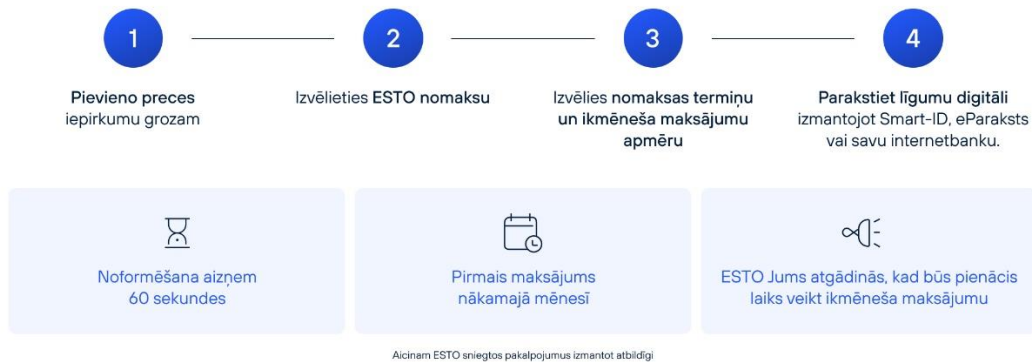 1
2
3
4
Pievieno preces
iepirkumu grozam
Izvēlieties ESTO nomaksu
Izvēlies nomaksas termiņu
un ikmēneša maksājumu
apmēru
Parakstiet līgumu digitāli
izmantojot Smart-ID, eParaksts
vai savu internetbanku.
Noformēšana aizņem
60 sekundes
Pirmais maksājums
nākamajā mēnesī
ESTO Jums atgādinās, kad būs pienācis
laiks veikt ikmēneša maksājumu
Aicinam ESTO sniegtos pakalpojumus izmantot atbildīgi